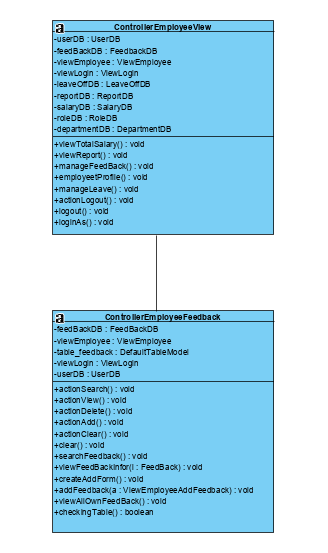 a
ControllerEmployeeView
-userDB : UserDB
-feedBackDB : FeedbackDB
-viewEmployee : ViewEmployee
-viewLogin : ViewLogin
-leaveOffDB : LeaveOffDB
-reportDB : ReportDB
-salaryDB : SalaryDB
-roleDB : RoleDB
-departmentDB : DepartmentDB
+viewTotalSalary() : void
+viewReport() : void
+manageFeedBack() : void
+employeetProfile() : void
+manageLeave() : void
+actionLogout() : void
+logout() : void
+loginAs() : void
a
ControllerEmployeeFeedback
-feedBackDB : FeedBackDB
-viewEmployee : ViewEmployee
-table_feedback : DefaultTableModel
-viewLogin : ViewLogin
-userDB : UserDB
+actionSearch() : void
+actionView() : void
+actionDelete() : void
+actionAdd() : void
+actionClear() : void
+clear() : void
+searchFeedback() : void
+viewFeedBackInfor(i : FeedBack) : void
+createAddForm() : void
+addFeedback(a : ViewEmployeeAddFeedback) : void
+viewAllOwnFeedBack() : void
+checkingTable() : boolean